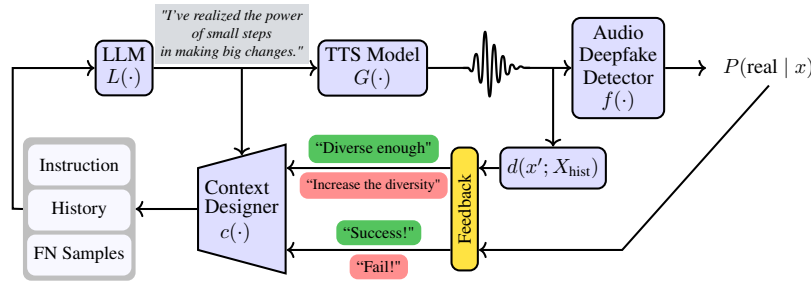 "I've realized the power
of small steps
in making big changes."
LLM
L(·)
TTS Model
G(·)
Audio
Deepfake
Detector
f(·)
P(real | x)
Instruction
History
FN Samples
Context
Designer
c(·)
“Diverse enough"
“Increase the diversity"
“Success!"
“Fail!"
Feedback
d(x′; X_hist)